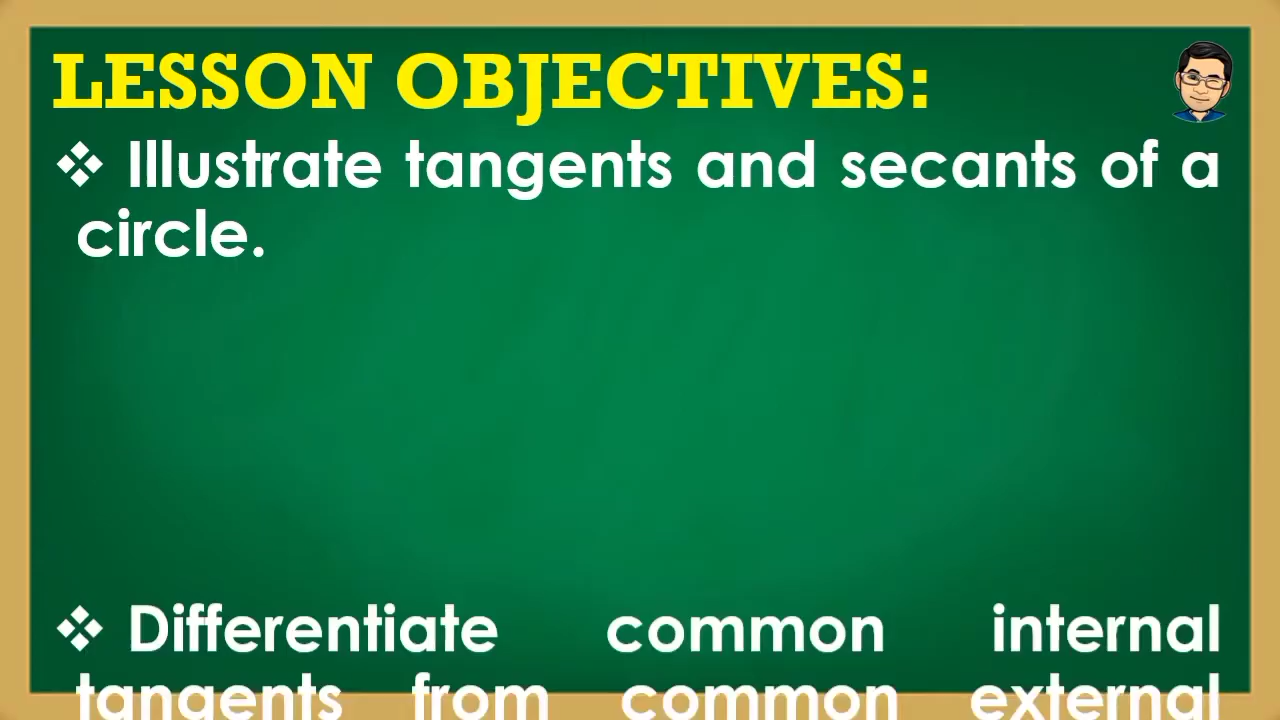 LESSON OBJECTIVES:
❖ Illustrate tangents and secants of a
circle.
❖ Differentiate common internal
tangents from common external